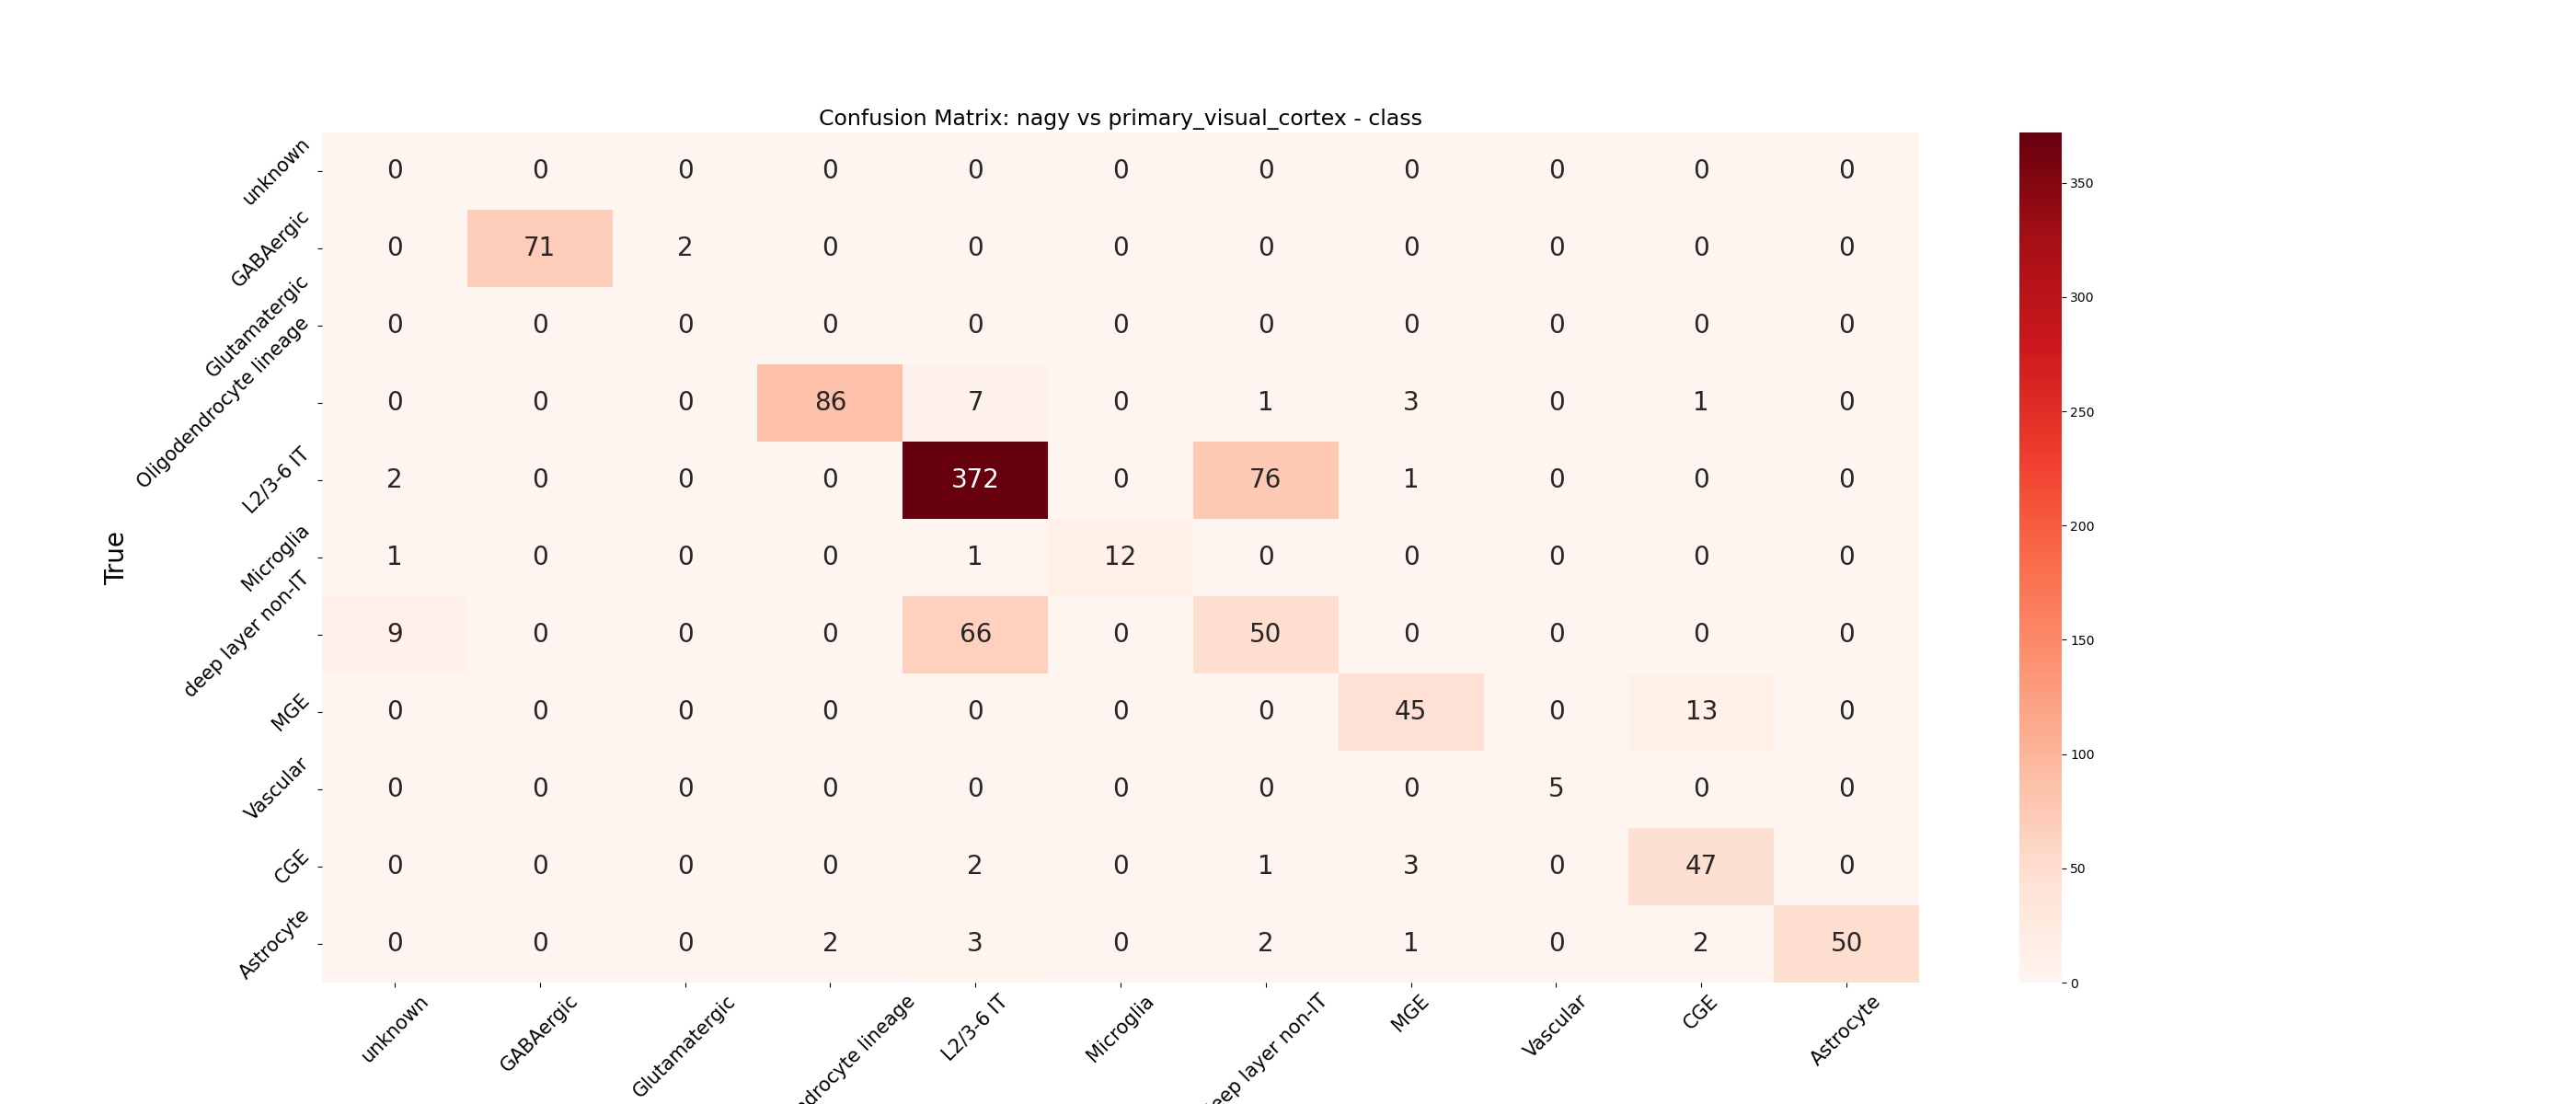 Confusion Matrix: nagy vs primary_visual_cortex - class
True
unknown 0 0 0 0 0 0 0 0 0 0 0
GABAergic 0 71 2 0 0 0 0 0 0 0 0
Glutamatergic 0 0 0 0 0 0 0 0 0 0 0
Oligodendrocyte lineage 0 0 0 86 7 0 1 3 0 1 0
L2/3-6 IT 2 0 0 0 372 0 76 1 0 0 0
Microglia 1 0 0 0 1 12 0 0 0 0 0
deep layer non-IT 9 0 0 0 66 0 50 0 0 0 0
MGE 0 0 0 0 0 0 0 45 0 13 0
Vascular 0 0 0 0 0 0 0 0 5 0 0
CGE 0 0 0 0 2 0 1 3 0 47 0
Astrocyte 0 0 0 2 3 0 2 1 0 2 50
unknown
GABAergic
Glutamatergic
ndrocyte lineage
L2/3-6 IT
Microglia
eep layer non-IT
MGE
Vascular
CGE
Astrocyte
350
300
250
200
150
100
50
0